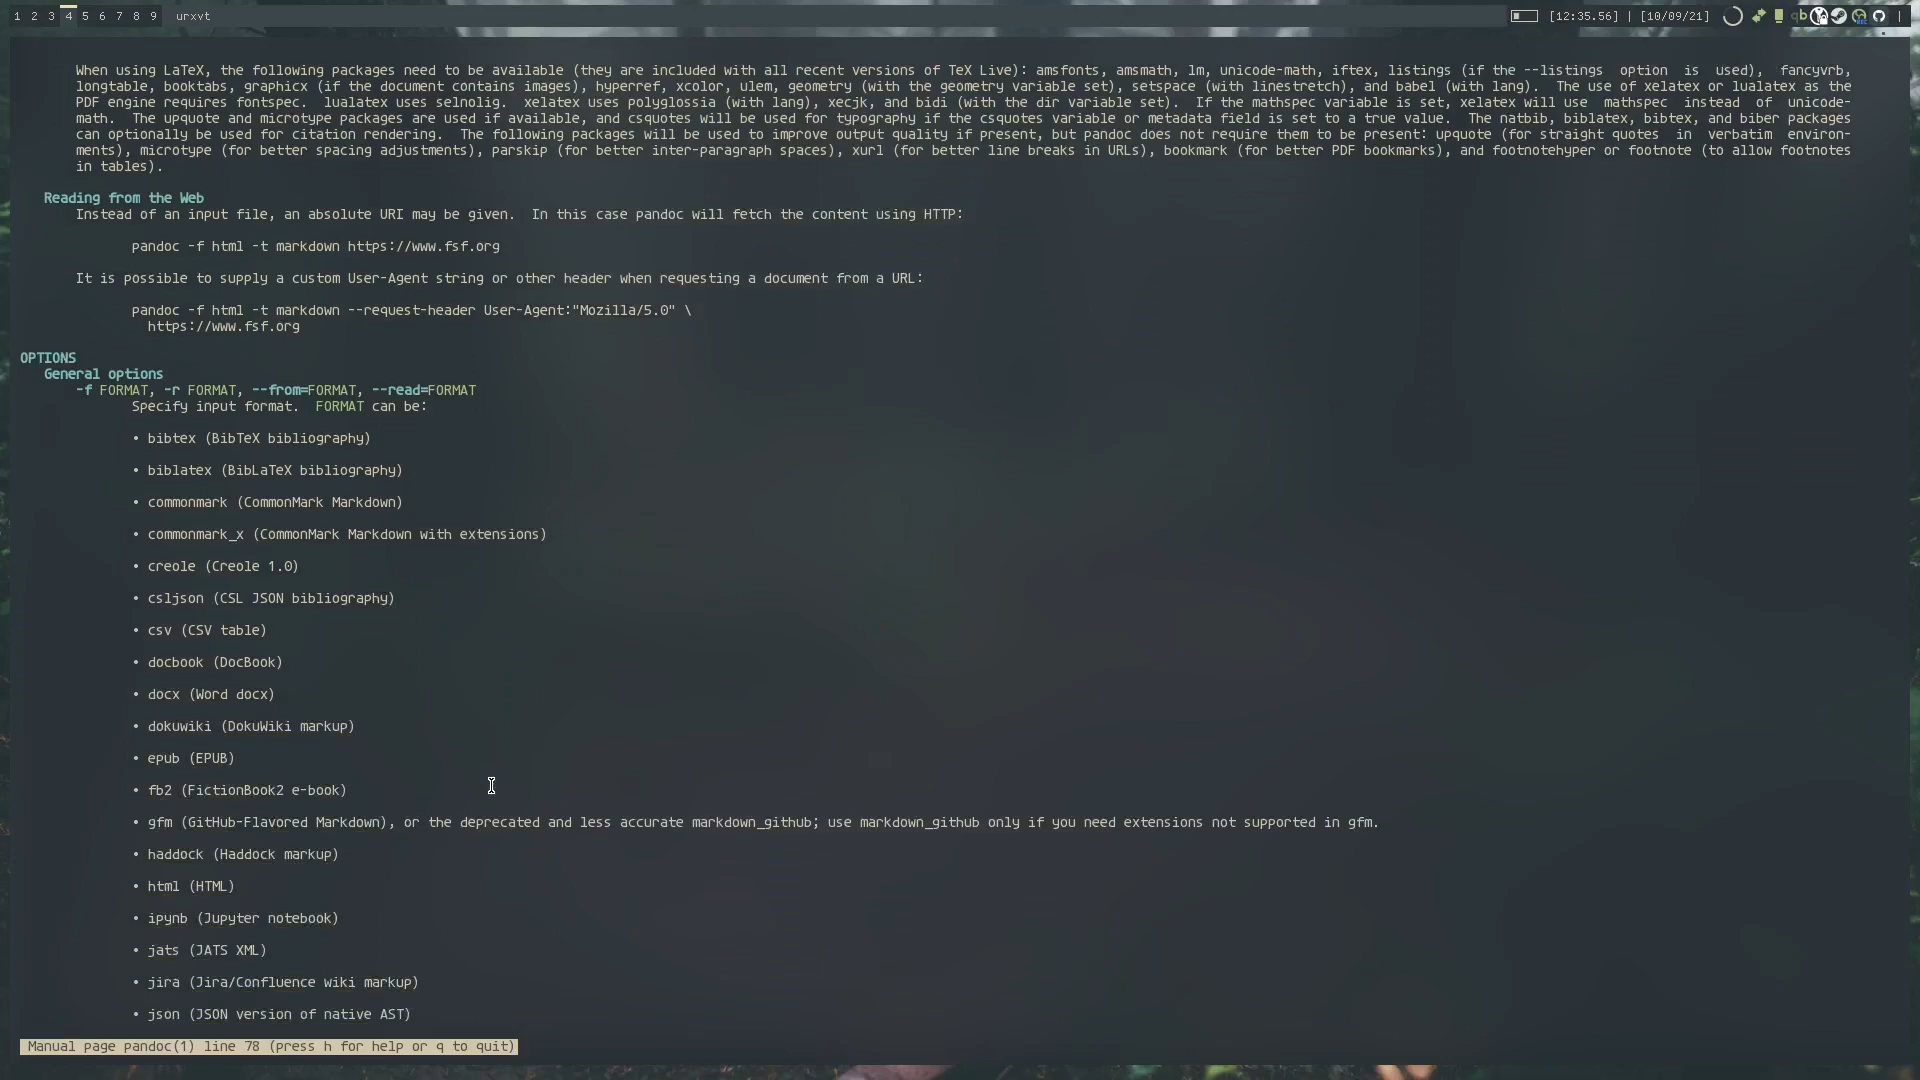 1 2 3 4 5 6 7 8 9 urxvt [12:35.56] | [10/09/21] qb |
When using LaTeX, the following packages need to be available (they are included with all recent versions of TeX Live): amsfonts, amsmath, lm, unicode-math, iftex, listings (if the --listings option is used), fancyvrb,
longtable, booktabs, graphicx (if the document contains images), hyperref, xcolor, ulem, geometry (with the geometry variable set), setspace (with linestretch), and babel (with lang). The use of xelatex or lualatex as the
PDF engine requires fontspec. lualatex uses selnolig. xelatex uses polyglossia (with lang), xecjk, and bidi (with the dir variable set). If the mathspec variable is set, xelatex will use mathspec instead of unicode-
math. The upquote and microtype packages are used if available, and csquotes will be used for typography if the csquotes variable or metadata field is set to a true value. The natbib, biblatex, bibtex, and biber packages
can optionally be used for citation rendering. The following packages will be used to improve output quality if present, but pandoc does not require them to be present: upquote (for straight quotes in verbatim environ-
ments), microtype (for better spacing adjustments), parskip (for better inter-paragraph spaces), xurl (for better line breaks in URLs), bookmark (for better PDF bookmarks), and footnotehyper or footnote (to allow footnotes
in tables).
Reading from the Web
Instead of an input file, an absolute URI may be given. In this case pandoc will fetch the content using HTTP:
pandoc -f html -t markdown https://www.fsf.org
It is possible to supply a custom User-Agent string or other header when requesting a document from a URL:
pandoc -f html -t markdown --request-header User-Agent:"Mozilla/5.0" \
https://www.fsf.org
OPTIONS
General options
-f FORMAT, -r FORMAT, --from=FORMAT, --read=FORMAT
Specify input format. FORMAT can be:
• bibtex (BibTeX bibliography)
• biblatex (BibLaTeX bibliography)
• commonmark (CommonMark Markdown)
• commonmark_x (CommonMark Markdown with extensions)
• creole (Creole 1.0)
• csljson (CSL JSON bibliography)
• csv (CSV table)
• docbook (DocBook)
• docx (Word docx)
• dokuwiki (DokuWiki markup)
• epub (EPUB)
• fb2 (FictionBook2 e-book)
• gfm (GitHub-Flavored Markdown), or the deprecated and less accurate markdown_github; use markdown_github only if you need extensions not supported in gfm.
• haddock (Haddock markup)
• html (HTML)
• ipynb (Jupyter notebook)
• jats (JATS XML)
• jira (Jira/Confluence wiki markup)
• json (JSON version of native AST)
Manual page pandoc(1) line 78 (press h for help or q to quit)